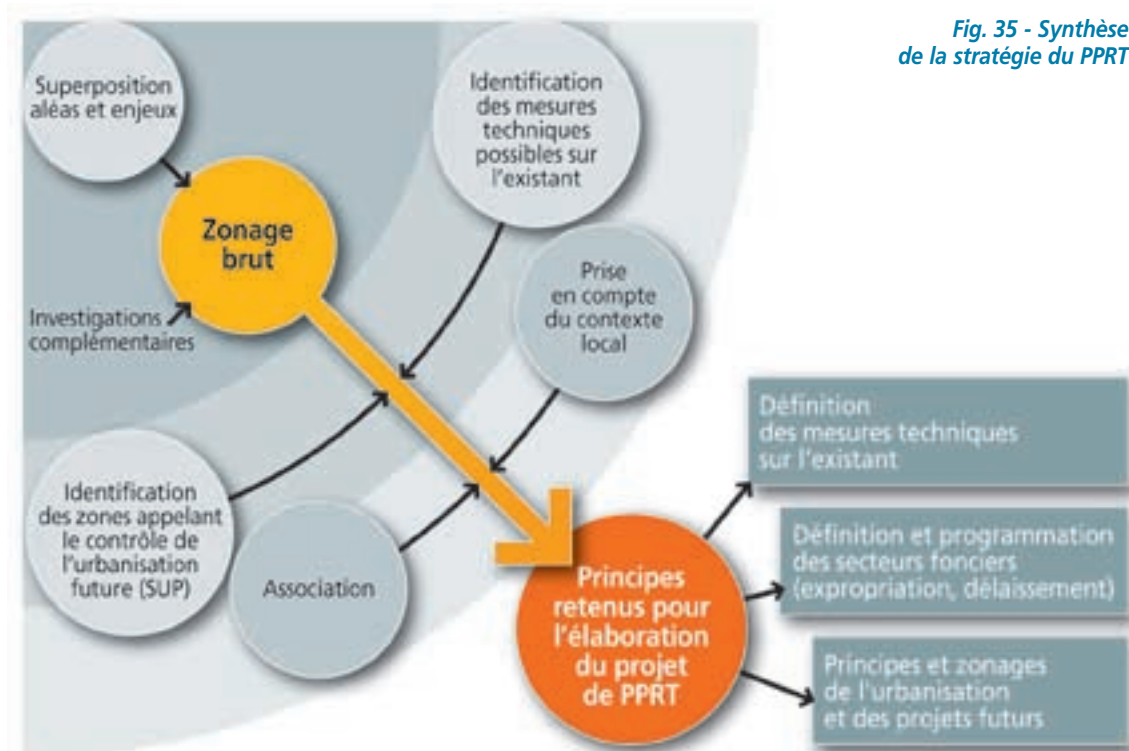 Fig. 35 - Synthèse
de la stratégie du PPRT
Superposition
aléas et enjeux
Identification
des mesures
techniques
possibles sur
l'existant
Zonage
brut
Prise
en compte
du contexte
local
Investigations
complémentaires
Identification
des zones appelant
le contrôle de
l'urbanisation
future (SUP)
Association
Principes
retenus pour
l'élaboration
du projet
de PPRT
Définition
des mesures techniques
sur l'existant
Définition et programmation
des secteurs fonciers
(expropriation, délaissement)
Principes et zonages
de l'urbanisation
et des projets futurs